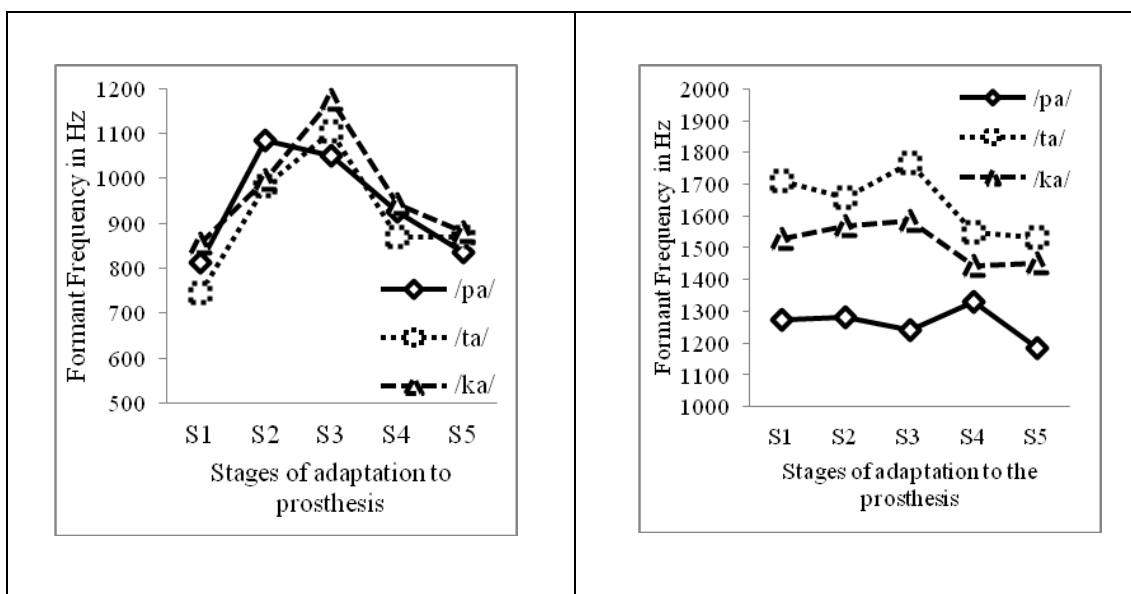 1200
1100
1000
900
800
700
600
500
Formant Frequency in Hz
/pa/
/ta/
/ka/
S1 S2 S3 S4 S5
Stages of adaptation to
prosthesis
2000
1900
1800
1700
1600
1500
1400
1300
1200
1100
1000
Formant Frequency in Hz
/pa/
/ta/
/ka/
S1 S2 S3 S4 S5
Stages of adaptation to the
prosthesis